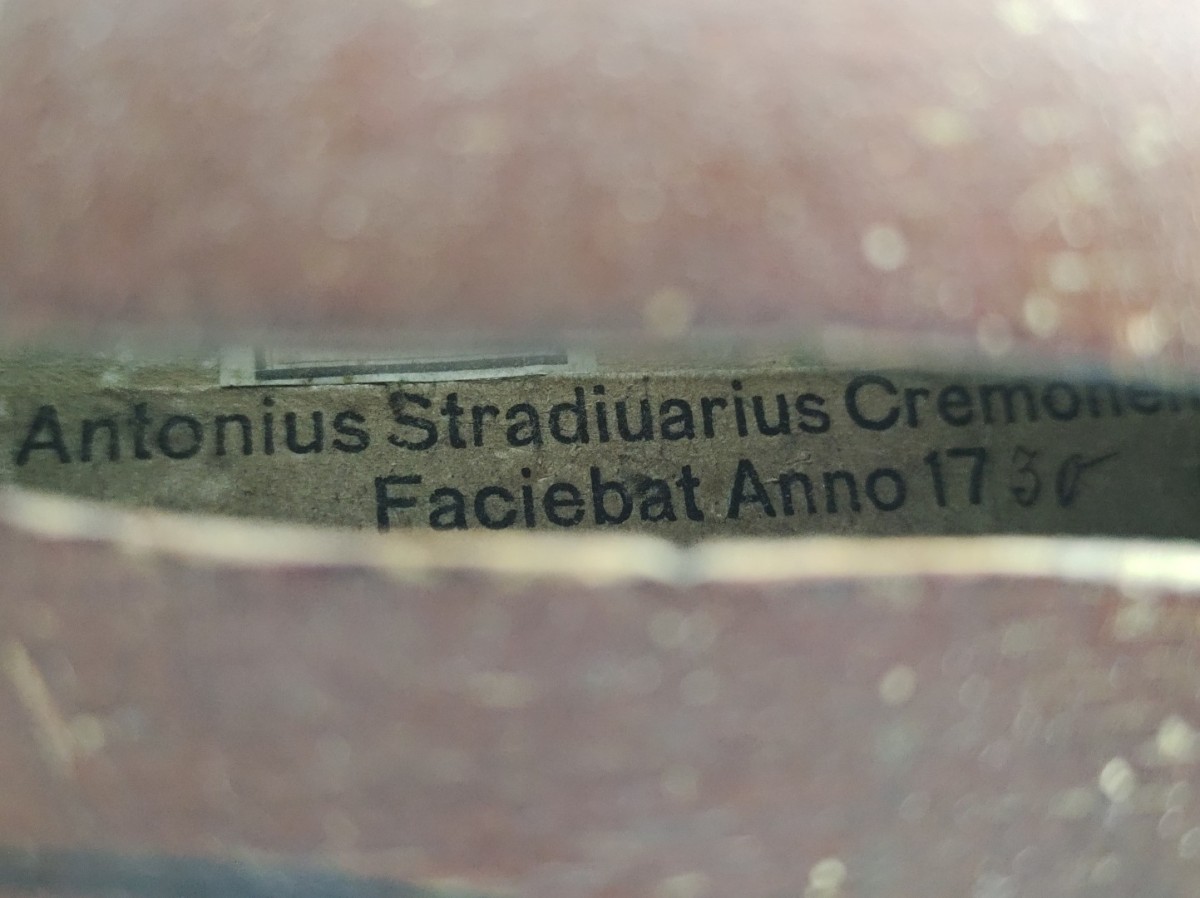 Antonius Stradiuarius Cremonen
Faciebat Anno 1730